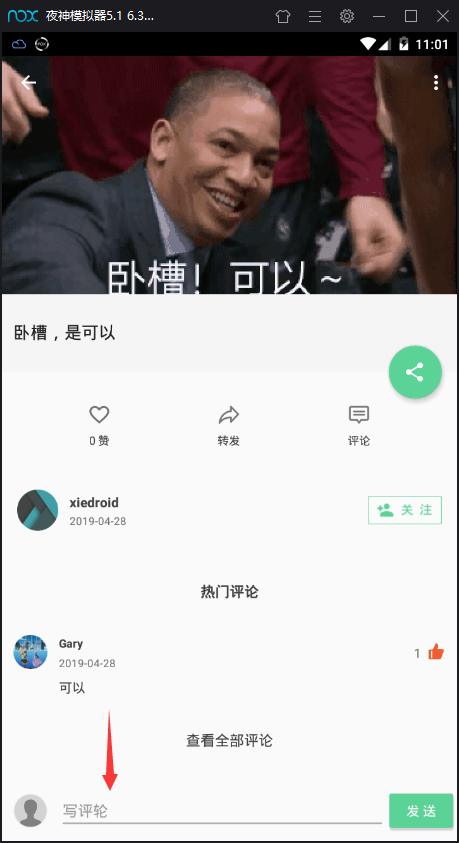 nox 夜神模拟器5.1 6.3...
11:01
卧槽！可以～
卧槽，是可以
0 赞 转发 评论
xiedroid
2019-04-28
关 注
热门评论
Gary
2019-04-28
1
可以
查看全部评论
写评轮
发 送